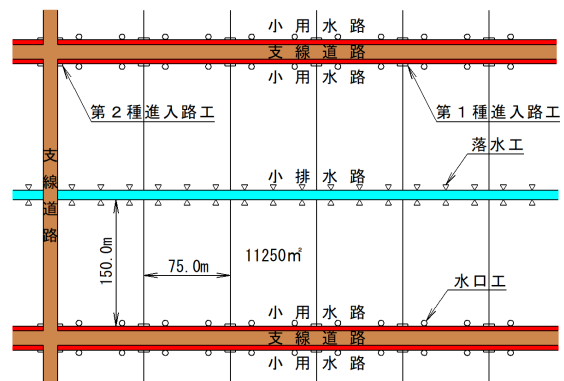 小用水路
支線道路
小用水路
第２種進入路工
第１種進入路工
落水工
支線道路
小排水路
150.0m
75.0m
11250㎡
水口工
小用水路
支線道路
小用水路